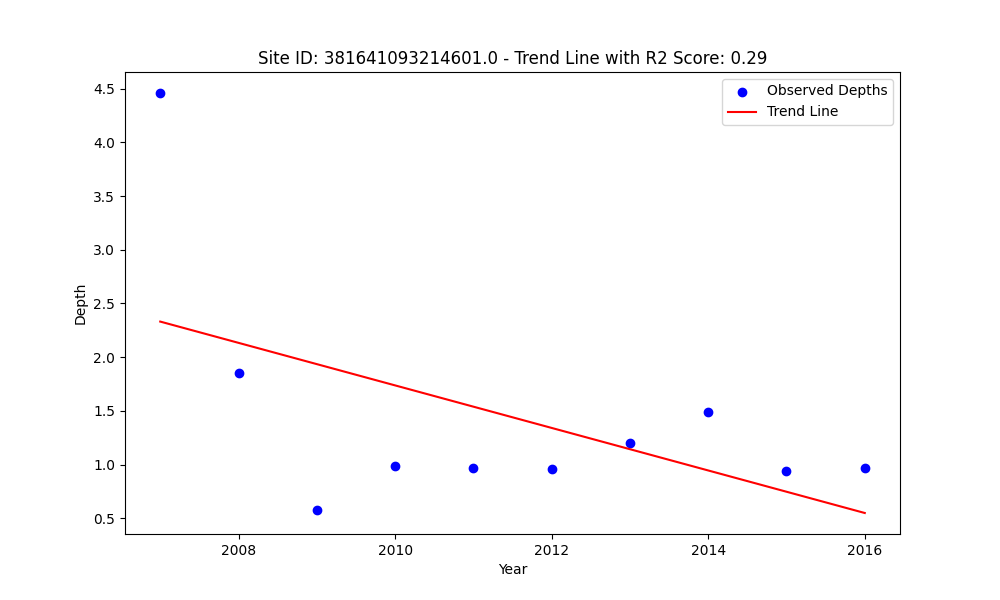 Site ID: 381641093214601.0 - Trend Line with R2 Score: 0.29
Observed Depths
Trend Line
4.5
4.0
3.5
3.0
2.5
2.0
1.5
1.0
0.5
Depth
2008
2010
2012
2014
2016
Year